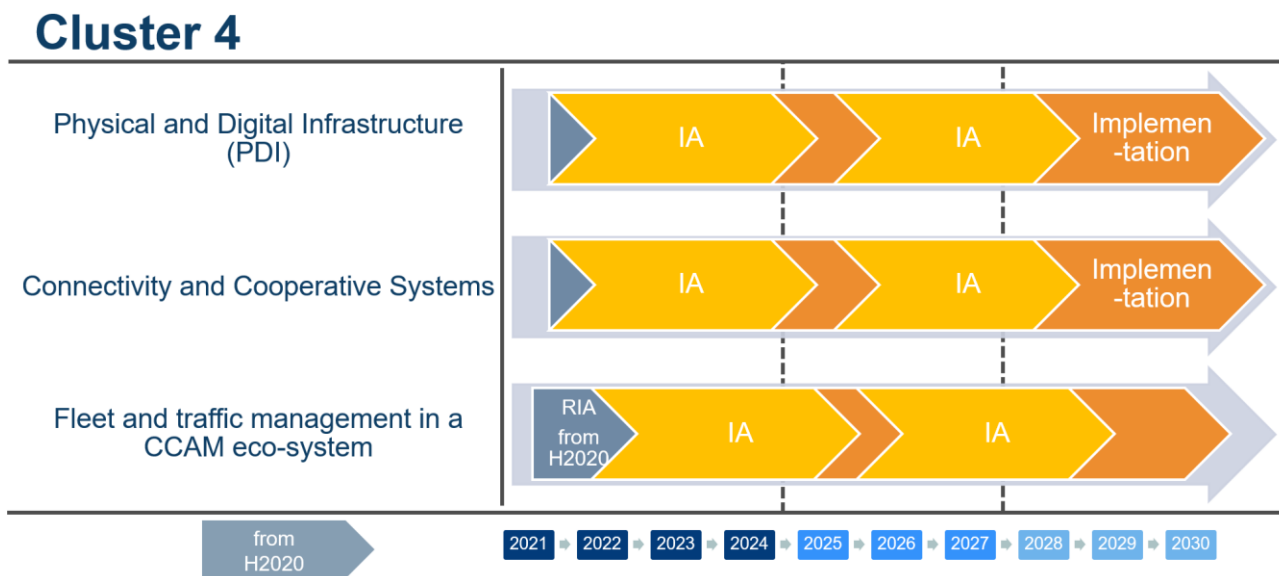 Cluster 4
Physical and Digital Infrastructure
(PDI)
IA
IA
Implemen
-tation
Connectivity and Cooperative Systems
IA
IA
Implemen
-tation
Fleet and traffic management in a
CCAM eco-system
RIA
from
H2020
IA
IA
from
H2020
2021 2022 2023 2024 2025 2026 2027 2028 2029 2030